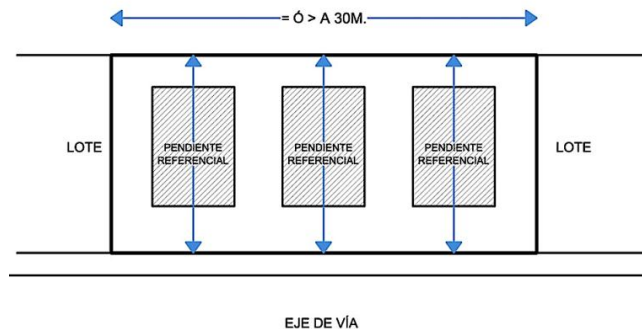 = Ó > A 30M.
LOTE
PENDIENTE
REFERENCIAL
PENDIENTE
REFERENCIAL
PENDIENTE
REFERENCIAL
LOTE
EJE DE VÍA